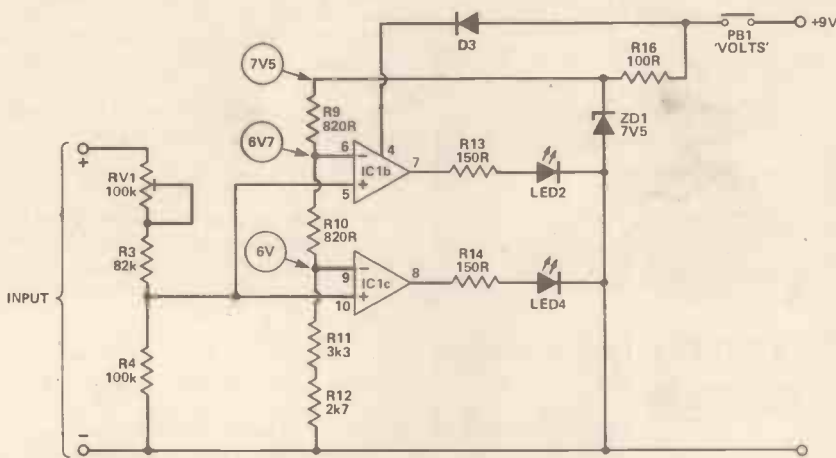 +9V
PB1
'VOLTS'
D3
R16
100R
7V5
ZD1
7V5
R9
820R
4
6V7
6
−
7
R13
150R
+
RV1
100k
IC1b
5
+
LED2
R10
820R
R3
82k
6V
R14
150R
9
−
8
INPUT
IC1c
10
+
LED4
R11
3k3
R4
100k
R12
2k7
−